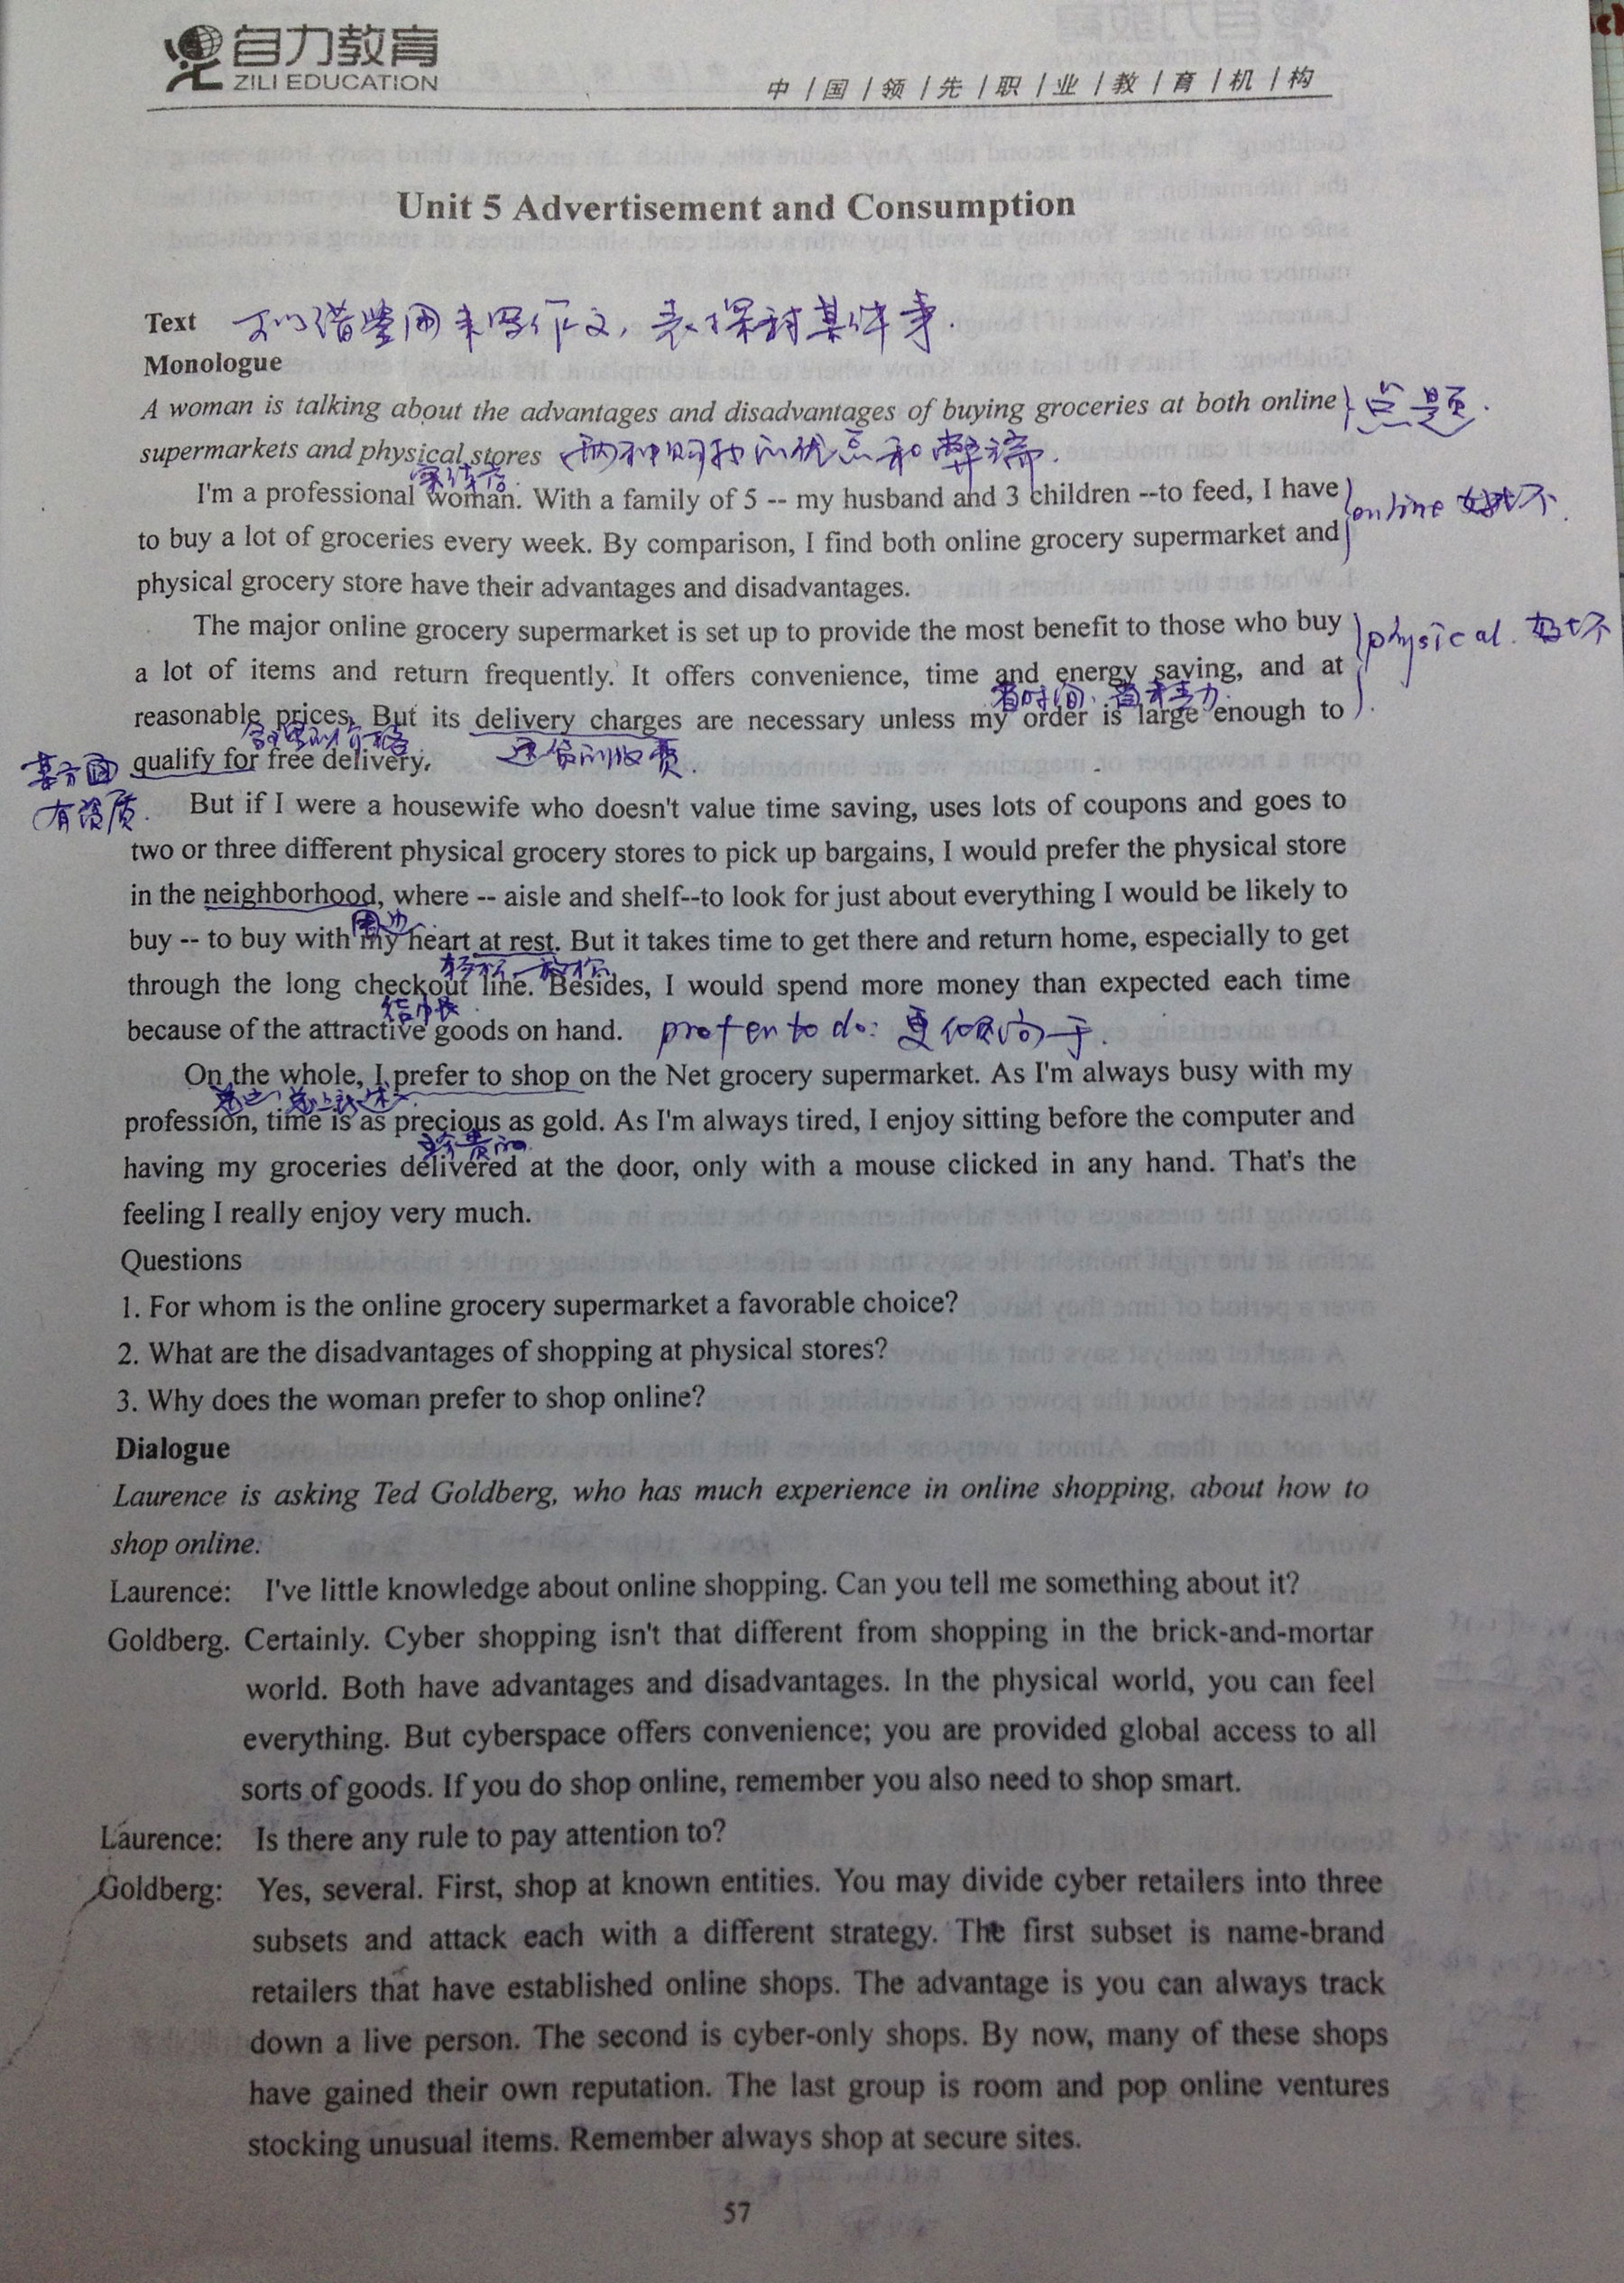 自力教育
ZILI EDUCATION
中 / 国 / 领 / 先 / 职 / 业 / 教 / 育 / 机 / 构
Unit 5 Advertisement and Consumption
Text 可以借鉴用来写作文，来探讨某件事.
Monologue
A woman is talking about the advantages and disadvantages of buying groceries at both online 点题.
supermarkets and physical stores 两种购物的优点和弊端.
I'm a professional woman. With a family of 5 -- my husband and 3 children --to feed, I have
online 好坏.
to buy a lot of groceries every week. By comparison, I find both online grocery supermarket and
physical grocery store have their advantages and disadvantages.
The major online grocery supermarket is set up to provide the most benefit to those who buy
physical. 好坏
a lot of items and return frequently. It offers convenience, time and energy saving, and at
省时间、省精力.
reasonable prices. But its delivery charges are necessary unless my order is large enough to
合理的价格
qualify for free delivery. 送货的收费.
某方面
有资质.
But if I were a housewife who doesn't value time saving, uses lots of coupons and goes to
two or three different physical grocery stores to pick up bargains, I would prefer the physical store
in the neighborhood, where -- aisle and shelf--to look for just about everything I would be likely to
周边
buy -- to buy with my heart at rest. But it takes time to get there and return home, especially to get
through the long checkout line. Besides, I would spend more money than expected each time
结帐
because of the attractive goods on hand. prefer to do: 更倾向于.
On the whole, I prefer to shop on the Net grocery supermarket. As I'm always busy with my
profession, time is as precious as gold. As I'm always tired, I enjoy sitting before the computer and
珍贵的
having my groceries delivered at the door, only with a mouse clicked in any hand. That's the
feeling I really enjoy very much.
Questions
1. For whom is the online grocery supermarket a favorable choice?
2. What are the disadvantages of shopping at physical stores?
3. Why does the woman prefer to shop online?
Dialogue
Laurence is asking Ted Goldberg, who has much experience in online shopping, about how to
shop online.
Laurence: I've little knowledge about online shopping. Can you tell me something about it?
Goldberg. Certainly. Cyber shopping isn't that different from shopping in the brick-and-mortar
world. Both have advantages and disadvantages. In the physical world, you can feel
everything. But cyberspace offers convenience; you are provided global access to all
sorts of goods. If you do shop online, remember you also need to shop smart.
Laurence: Is there any rule to pay attention to?
Goldberg: Yes, several. First, shop at known entities. You may divide cyber retailers into three
subsets and attack each with a different strategy. The first subset is name-brand
retailers that have established online shops. The advantage is you can always track
down a live person. The second is cyber-only shops. By now, many of these shops
have gained their own reputation. The last group is room and pop online ventures
stocking unusual items. Remember always shop at secure sites.
57